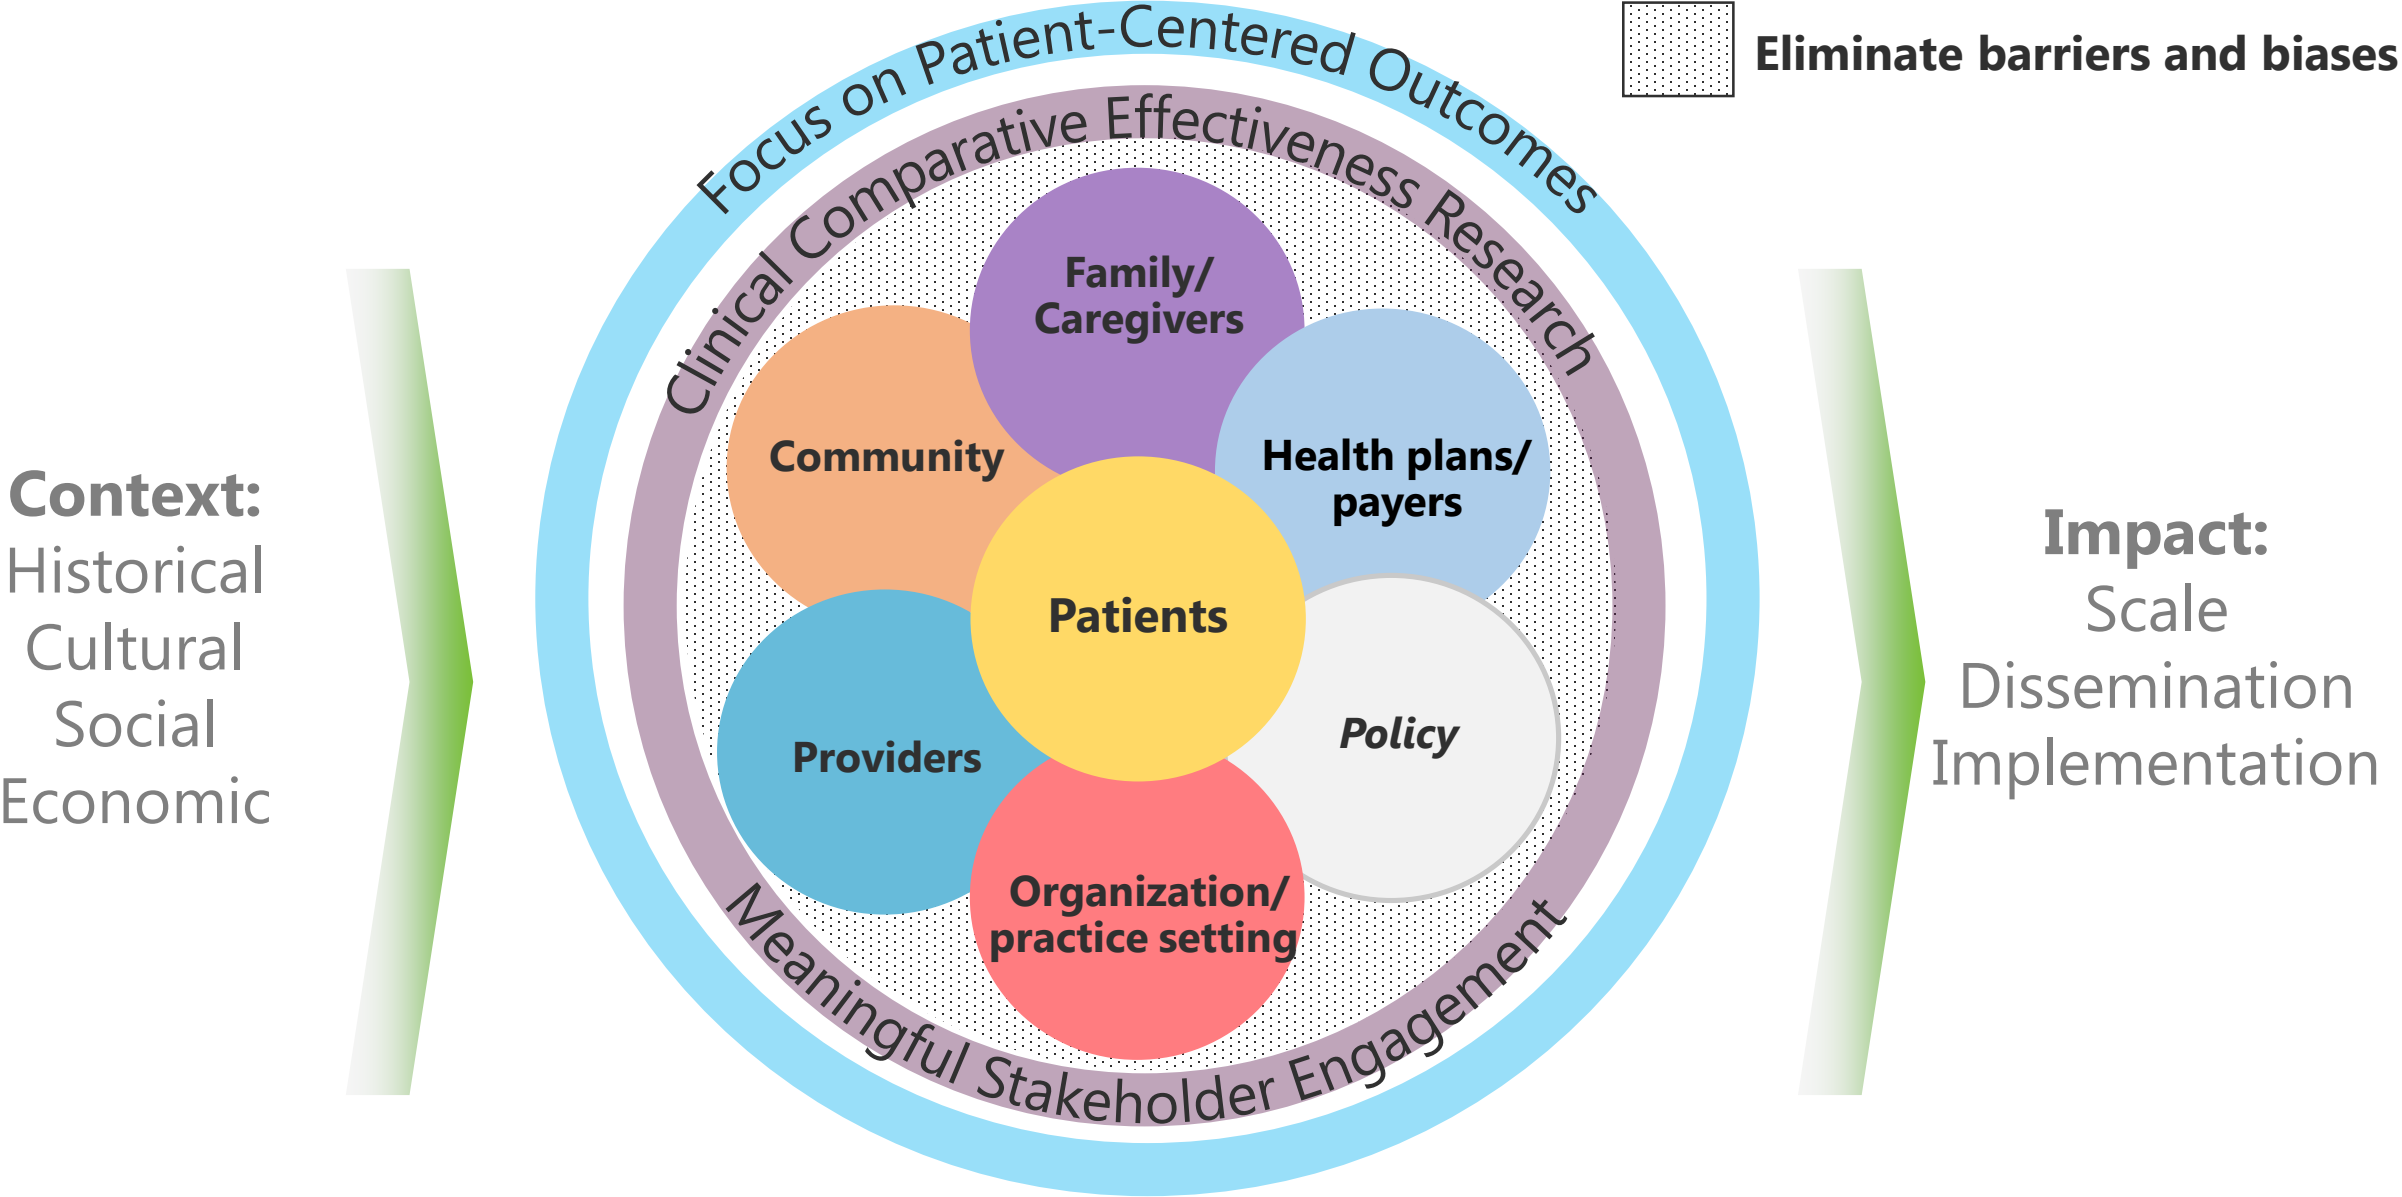 Focus on Patient-Centered Outcomes
Eliminate barriers and biases
Clinical Comparative Effectiveness Research
Context:
Historical
Cultural
Social
Economic
Family/
Caregivers
Community
Health plans/
payers
Patients
Providers
Policy
Organization/
practice setting
Meaningful Stakeholder Engagement
Impact:
Scale
Dissemination
Implementation